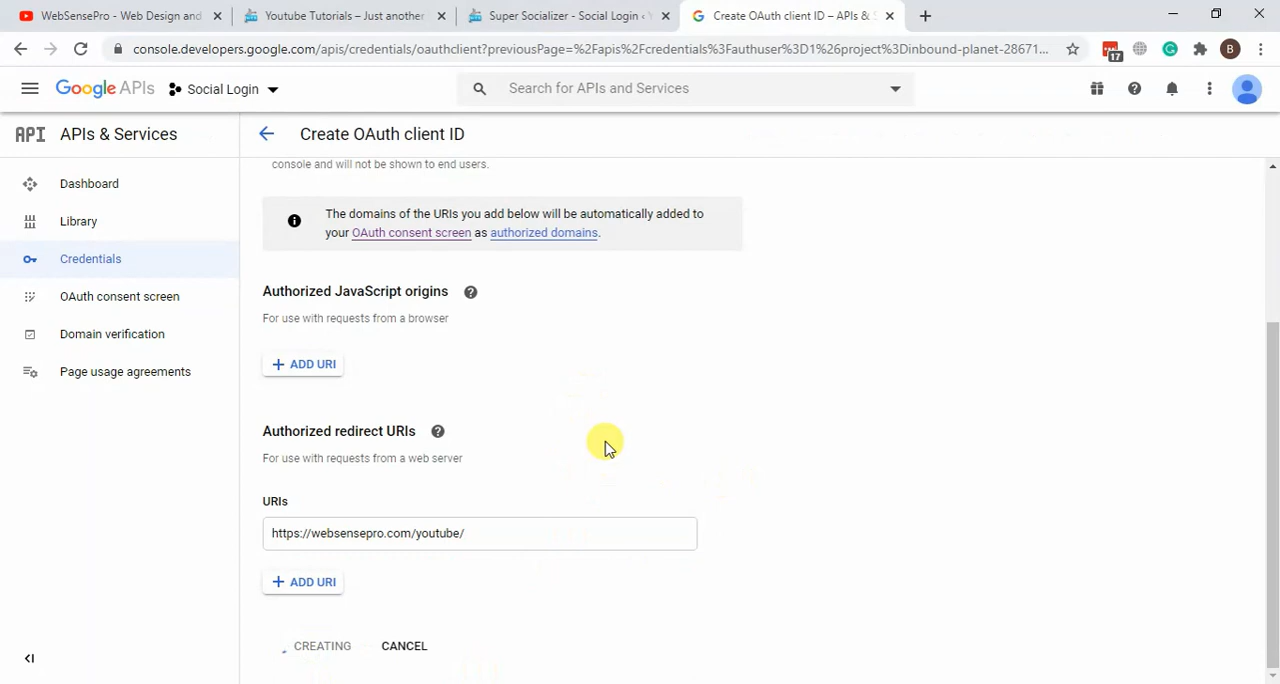 WebSensePro - Web Design and
Youtube Tutorials – Just another
Super Socializer - Social Login ‹
Create OAuth client ID – APIs &
console.developers.google.com/apis/credentials/oauthclient?previousPage=%2Fapis%2Fcredentials%3Fauthuser%3D1%26project%3Dinbound-planet-28671...
17
B
Google APIs
Social Login
Search for APIs and Services
API APIs & Services
Create OAuth client ID
console and will not be shown to end users.
Dashboard
Library
Credentials
OAuth consent screen
Domain verification
Page usage agreements
The domains of the URIs you add below will be automatically added to
your OAuth consent screen as authorized domains.
Authorized JavaScript origins
For use with requests from a browser
ADD URI
Authorized redirect URIs
For use with requests from a web server
URIs
https://websensepro.com/youtube/
ADD URI
CREATING CANCEL